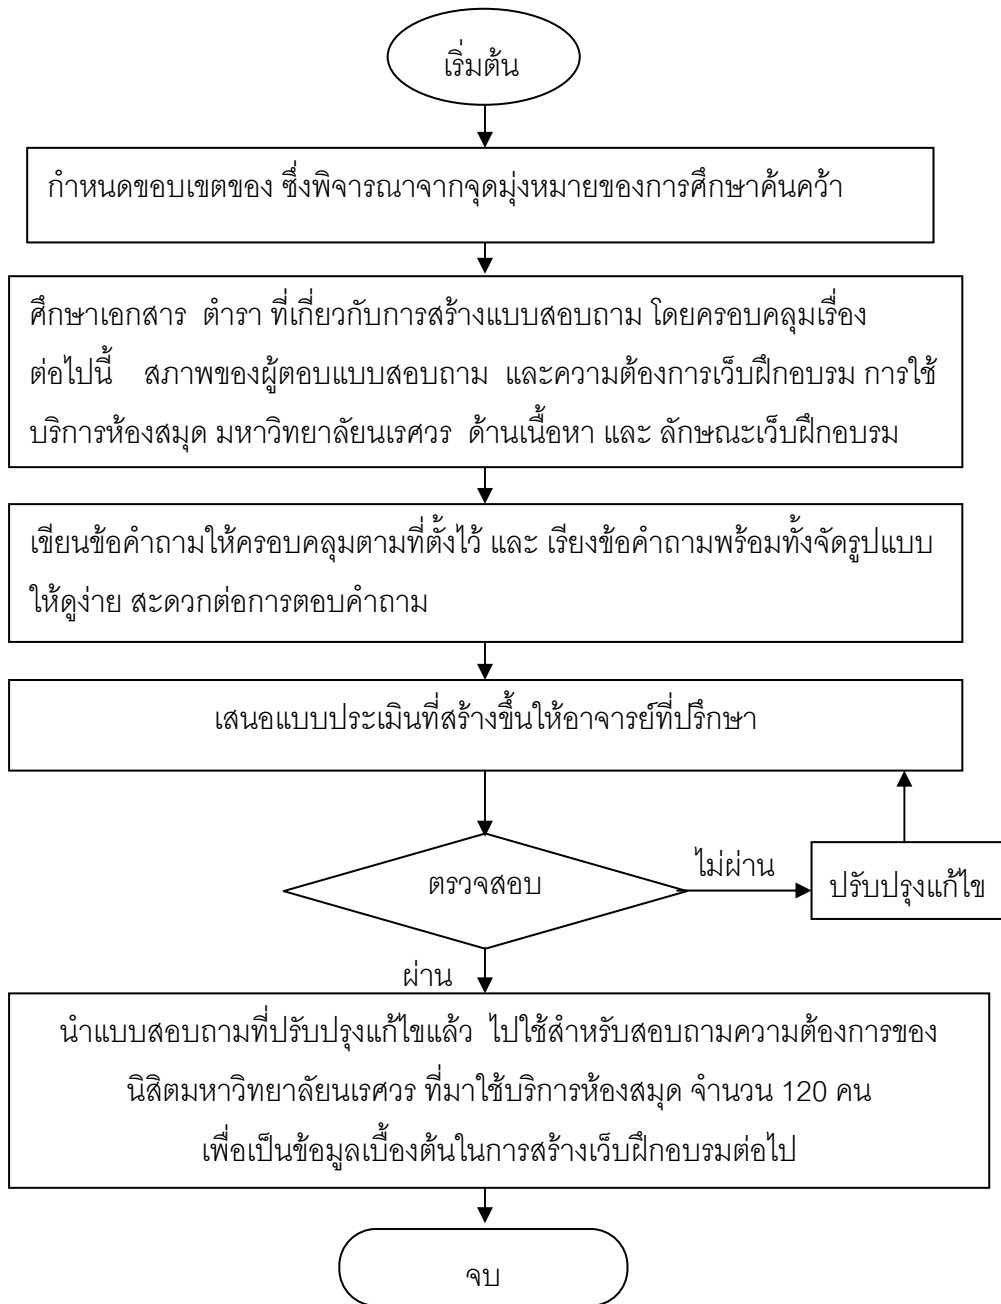 เริ่มต้น
กำหนดขอบเขตของ ซึ่งพิจารณาจากจุดมุ่งหมายของการศึกษาค้นคว้า
ศึกษาเอกสาร ตำรา ที่เกี่ยวกับการสร้างแบบสอบถาม โดยครอบคลุมเรื่อง
ต่อไปนี้ สภาพของผู้ตอบแบบสอบถาม และความต้องการเว็บฝึกอบรม การใช้
บริการห้องสมุด มหาวิทยาลัยนเรศวร ด้านเนื้อหา และ ลักษณะเว็บฝึกอบรม
เขียนข้อคำถามให้ครอบคลุมตามที่ตั้งไว้ และ เรียงข้อคำถามพร้อมทั้งจัดรูปแบบ
ให้ดูง่าย สะดวกต่อการตอบคำถาม
เสนอแบบประเมินที่สร้างขึ้นให้อาจารย์ที่ปรึกษา
ตรวจสอบ
ไม่ผ่าน
ปรับปรุงแก้ไข
ผ่าน
นำแบบสอบถามที่ปรับปรุงแก้ไขแล้ว ไปใช้สำหรับสอบถามความต้องการของ
นิสิตมหาวิทยาลัยนเรศวร ที่มาใช้บริการห้องสมุด จำนวน 120 คน
เพื่อเป็นข้อมูลเบื้องต้นในการสร้างเว็บฝึกอบรมต่อไป
จบ